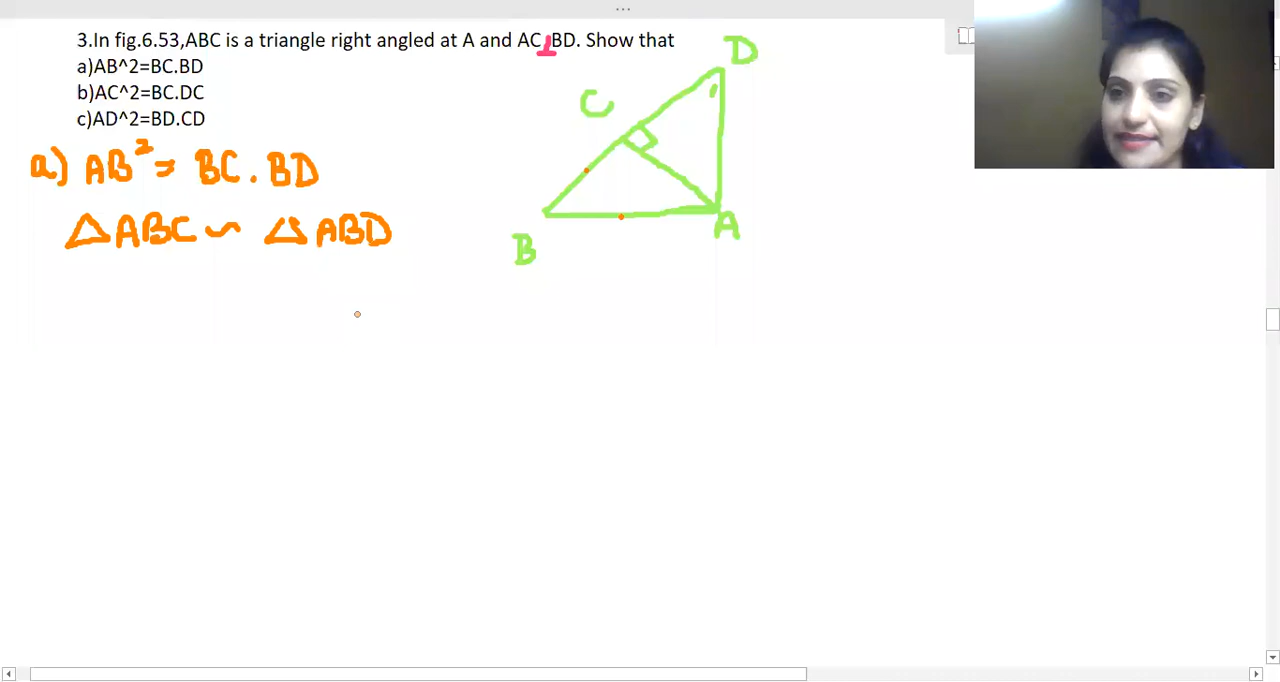 3.In fig.6.53,ABC is a triangle right angled at A and AC⊥BD. Show that
a)AB^2=BC.BD
b)AC^2=BC.DC
c)AD^2=BD.CD
a) AB² = BC . BD
△ABC ~ △ABD
D
C
A
B